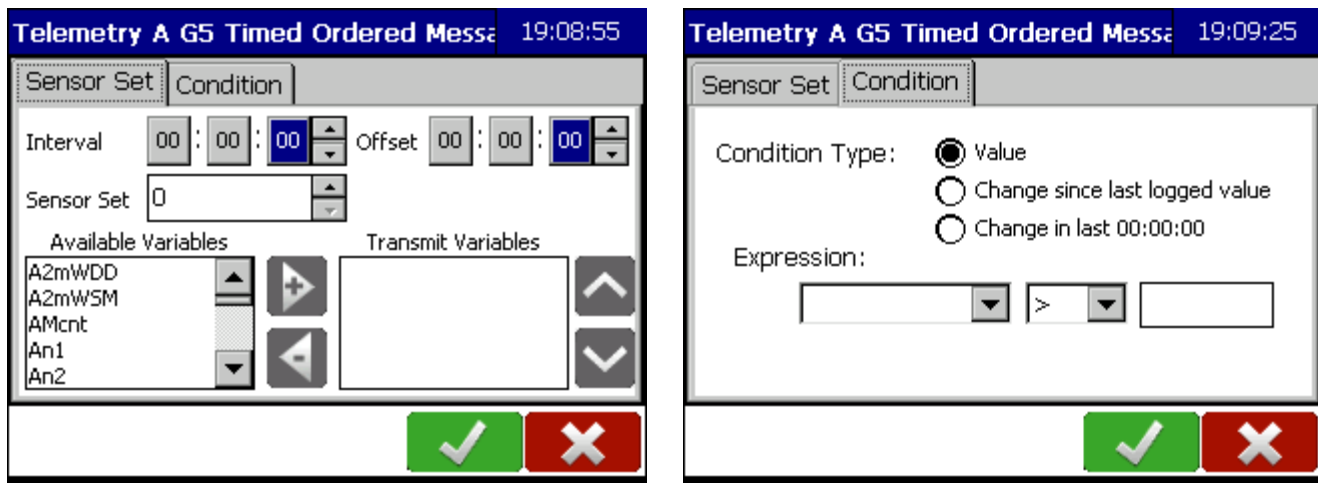 Telemetry A G5 Timed Ordered Messa 19:08:55
Sensor Set Condition
Interval 00 : 00 : 00 Offset 00 : 00 : 00
Sensor Set 0
Available Variables Transmit Variables
A2mWDD
A2mWSM
AMcnt
An1
An2
Telemetry A G5 Timed Ordered Messa 19:09:25
Sensor Set Condition
Condition Type: Value
Change since last logged value
Change in last 00:00:00
Expression:
>